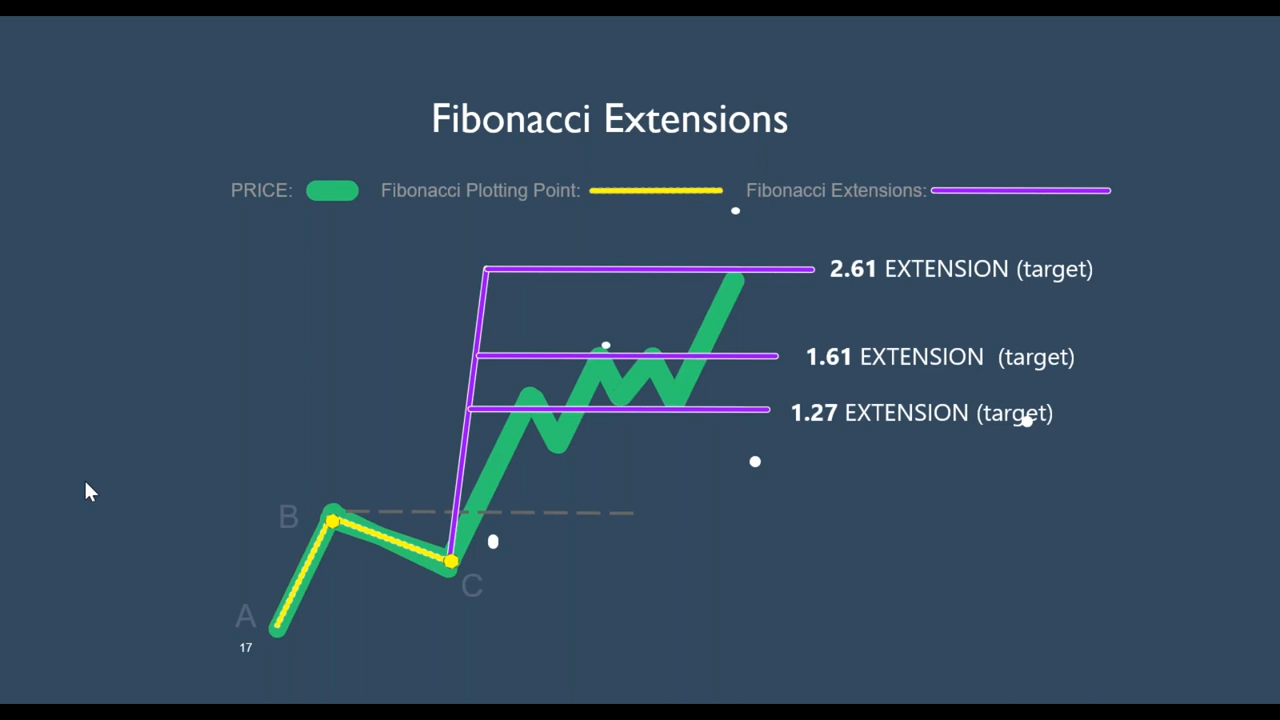 Fibonacci Extensions
PRICE: Fibonacci Plotting Point: Fibonacci Extensions:
2.61 EXTENSION (target)
1.61 EXTENSION (target)
1.27 EXTENSION (target)
B
C
A
17